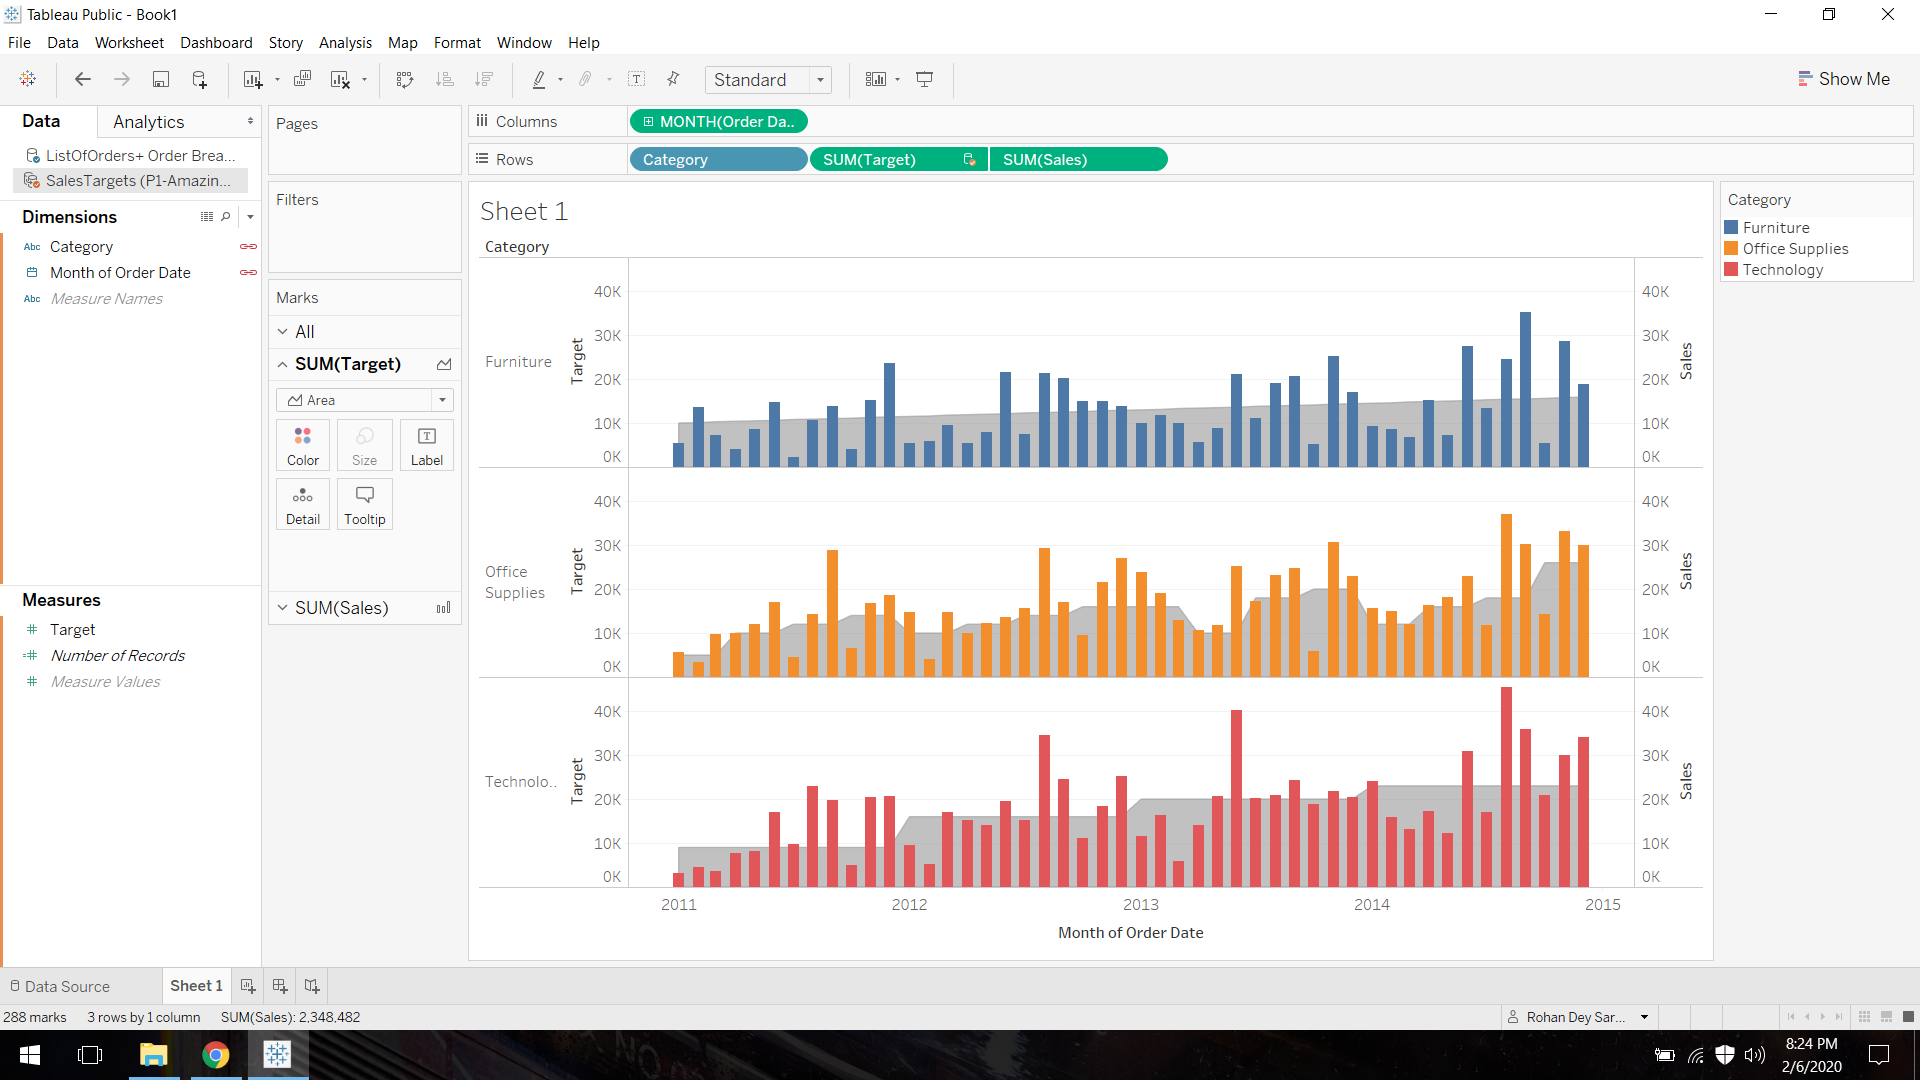 Tableau Public - Book1
File Data Worksheet Dashboard Story Analysis Map Format Window Help
Standard
Show Me
Data Analytics
ListOfOrders+ Order Brea...
SalesTargets (P1-Amazin...
Dimensions
Abc Category
Month of Order Date
Abc Measure Names
Measures
Target
Number of Records
Measure Values
Pages
Filters
Marks
All
SUM(Target)
Area
Color Size Label
Detail Tooltip
SUM(Sales)
Columns MONTH(Order Da..
Rows Category SUM(Target) SUM(Sales)
Sheet 1
Category
Furniture
Target
40K
30K
20K
10K
0K
40K
30K
20K
10K
0K
Sales
Office
Supplies
Target
40K
30K
20K
10K
0K
40K
30K
20K
10K
0K
Sales
Technolo..
Target
40K
30K
20K
10K
0K
40K
30K
20K
10K
0K
Sales
2011 2012 2013 2014 2015
Month of Order Date
Category
Furniture
Office Supplies
Technology
Data Source Sheet 1
288 marks 3 rows by 1 column SUM(Sales): 2,348,482
Rohan Dey Sar...
8:24 PM
2/6/2020